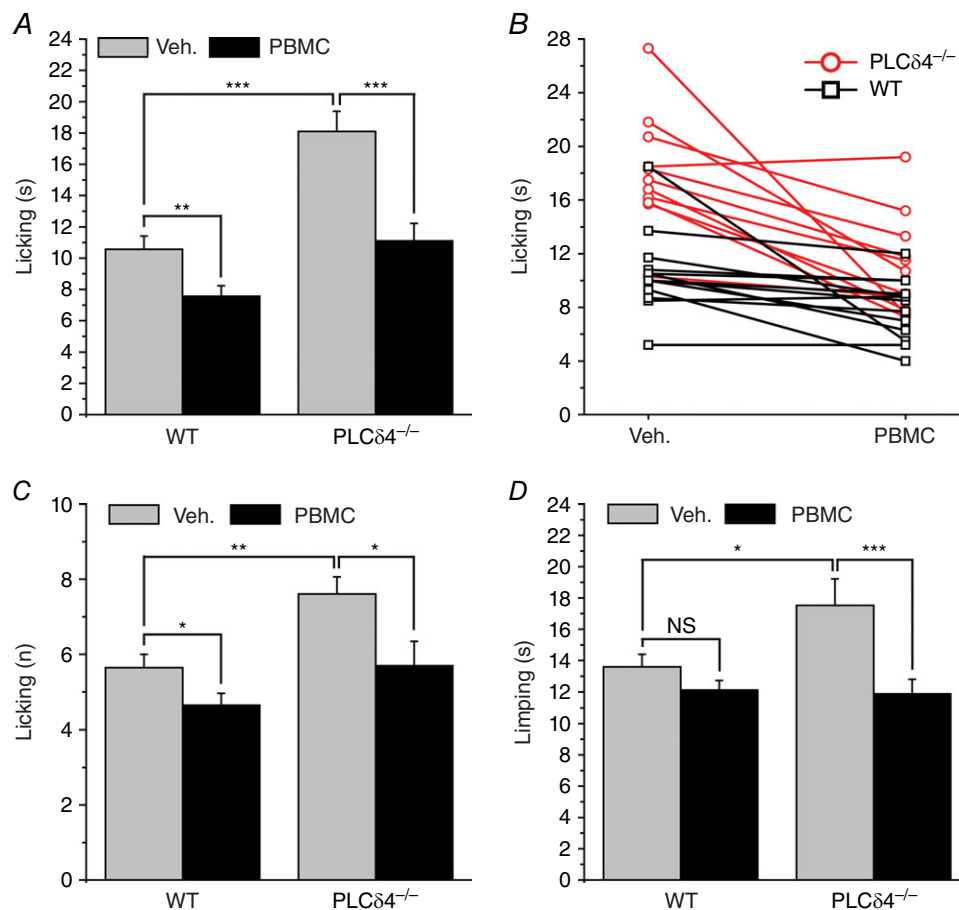 A
Licking (s)
24
22
20
18
16
14
12
10
8
6
4
2
0
Veh.
PBMC
***
***
**
WT
PLCδ4⁻/⁻
B
Licking (s)
28
24
20
16
12
8
4
0
PLCδ4⁻/⁻
WT
Veh.
PBMC
C
Licking (n)
10
8
6
4
2
0
Veh.
PBMC
**
*
*
WT
PLCδ4⁻/⁻
D
Limping (s)
24
22
20
18
16
14
12
10
8
6
4
2
0
Veh.
PBMC
*
***
NS
WT
PLCδ4⁻/⁻